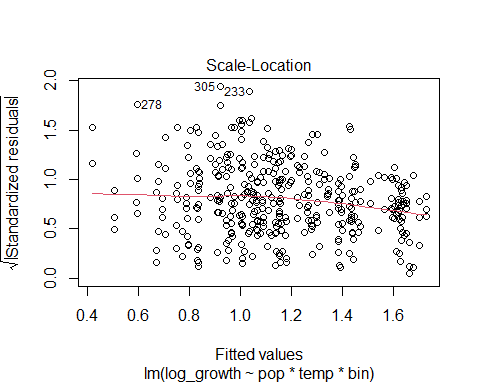 Scale-Location
√|Standardized residuals|
2.0
1.5
1.0
0.5
0.0
305
233
278
0.4 0.6 0.8 1.0 1.2 1.4 1.6
Fitted values
lm(log_growth ~ pop * temp * bin)